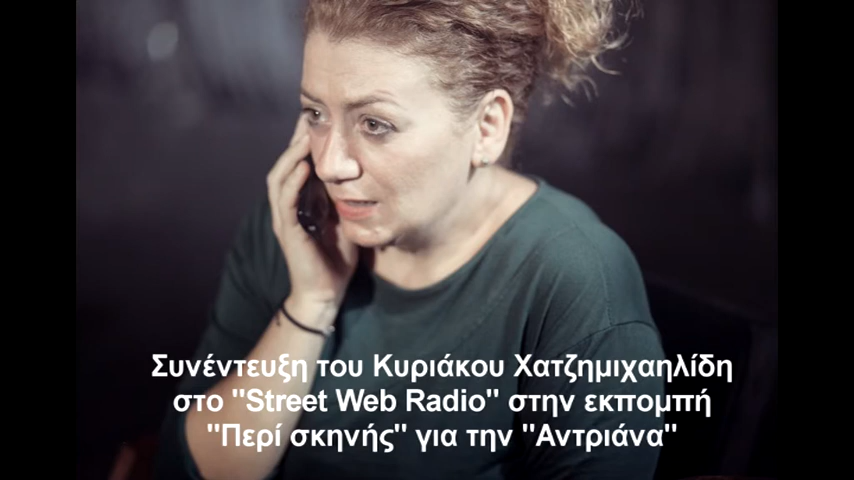 Συνέντευξη του Κυριάκου Χατζημιχαηλίδη
στο "Street Web Radio" στην εκπομπή
"Περί σκηνής" για την "Αντριάνα"